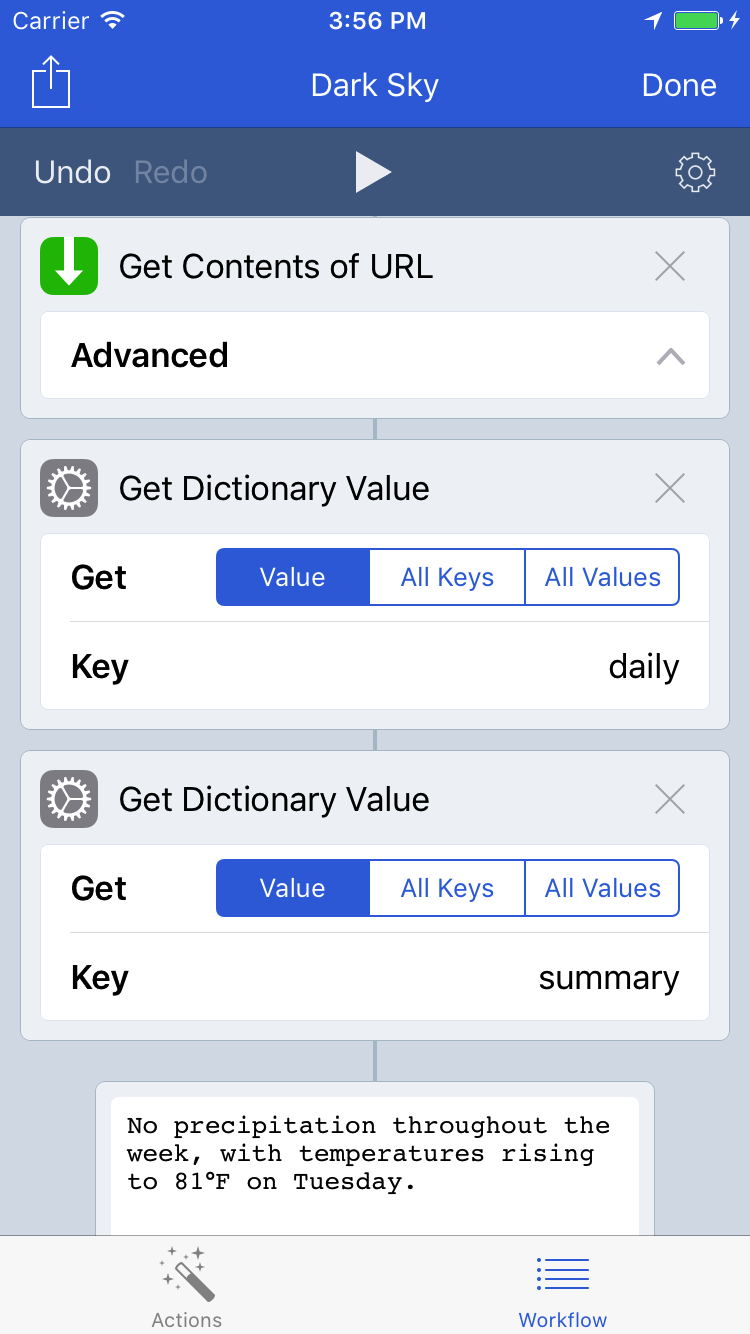 Carrier 3:56 PM
Dark Sky Done
Undo Redo
Get Contents of URL
Advanced
Get Dictionary Value
Get Value All Keys All Values
Key daily
Get Dictionary Value
Get Value All Keys All Values
Key summary
No precipitation throughout the
week, with temperatures rising
to 81°F on Tuesday.
Actions Workflow